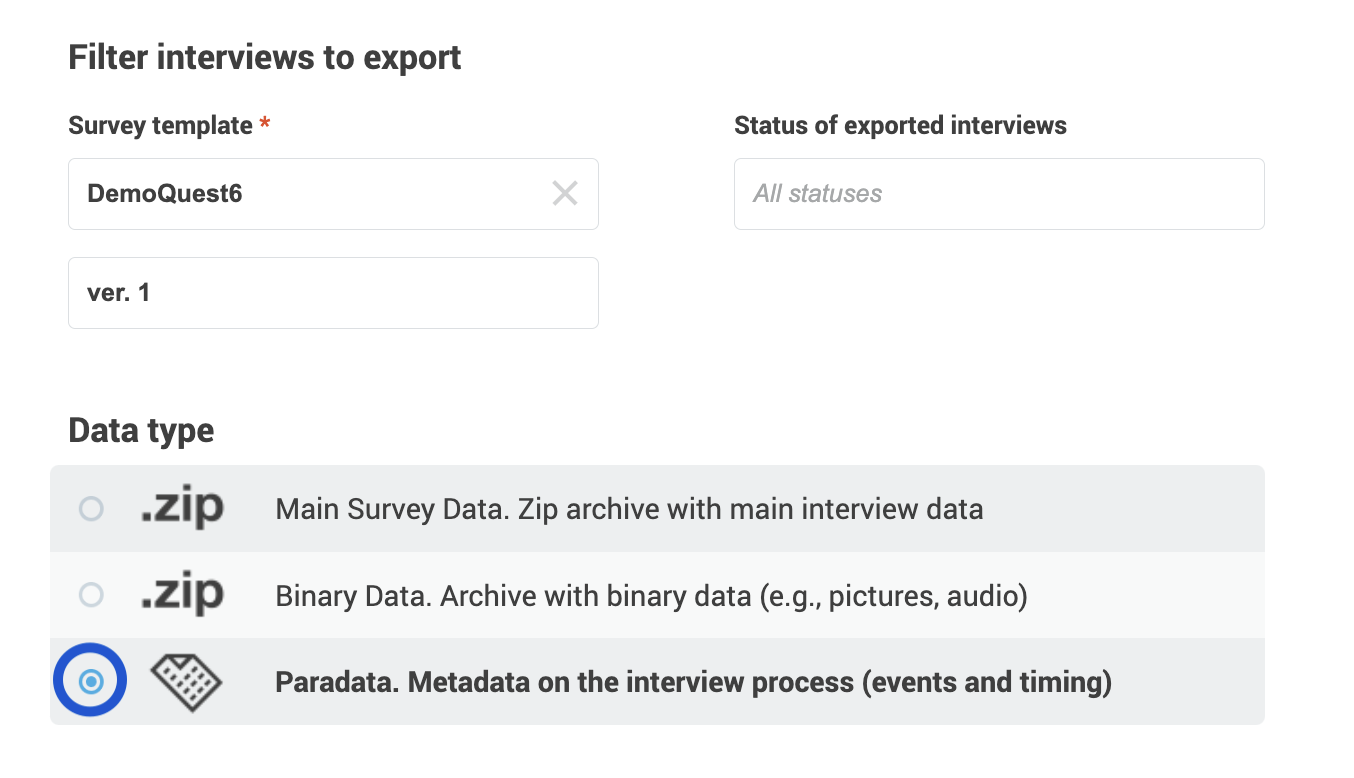 Filter interviews to export
Survey template *
Status of exported interviews
DemoQuest6
All statuses
ver. 1
Data type
.zip Main Survey Data. Zip archive with main interview data
.zip Binary Data. Archive with binary data (e.g., pictures, audio)
Paradata. Metadata on the interview process (events and timing)